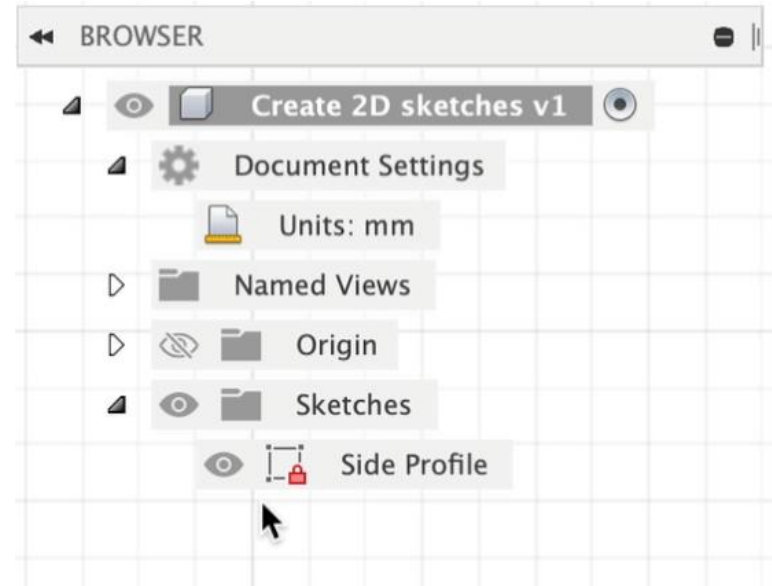 BROWSER
Create 2D sketches v1
Document Settings
Units: mm
Named Views
Origin
Sketches
Side Profile